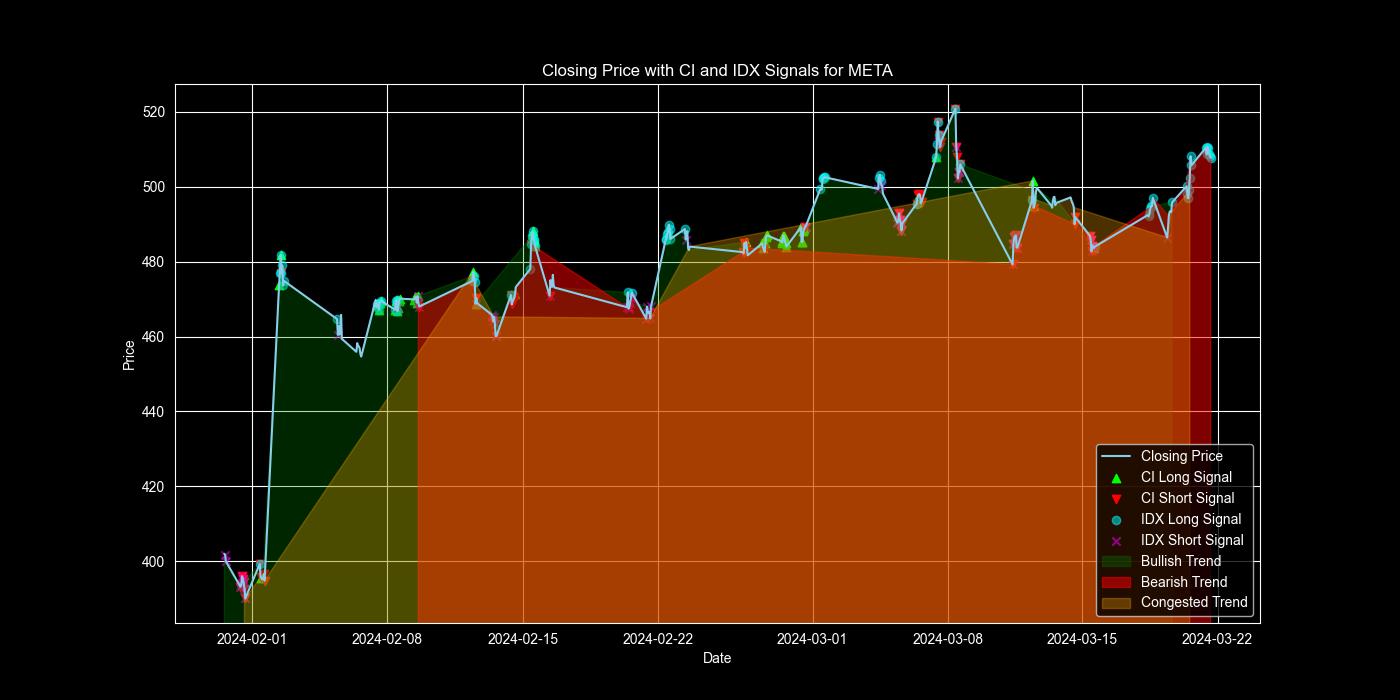 Closing Price with CI and IDX Signals for META
Price
520
500
480
460
440
420
400
Closing Price
CI Long Signal
CI Short Signal
IDX Long Signal
IDX Short Signal
Bullish Trend
Bearish Trend
Congested Trend
2024-02-01 2024-02-08 2024-02-15 2024-02-22 2024-03-01 2024-03-08 2024-03-15 2024-03-22
Date